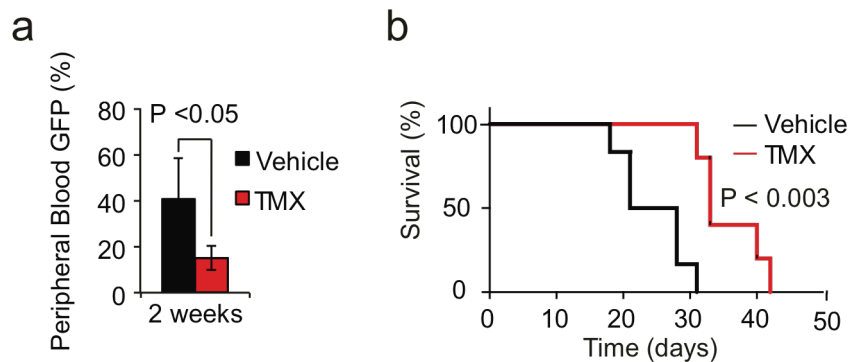 a
Peripheral Blood GFP (%)
80
60
40
20
0
P <0.05
Vehicle
TMX
2 weeks
b
Survival (%)
100
50
0
Vehicle
TMX
P < 0.003
0 10 20 30 40 50
Time (days)